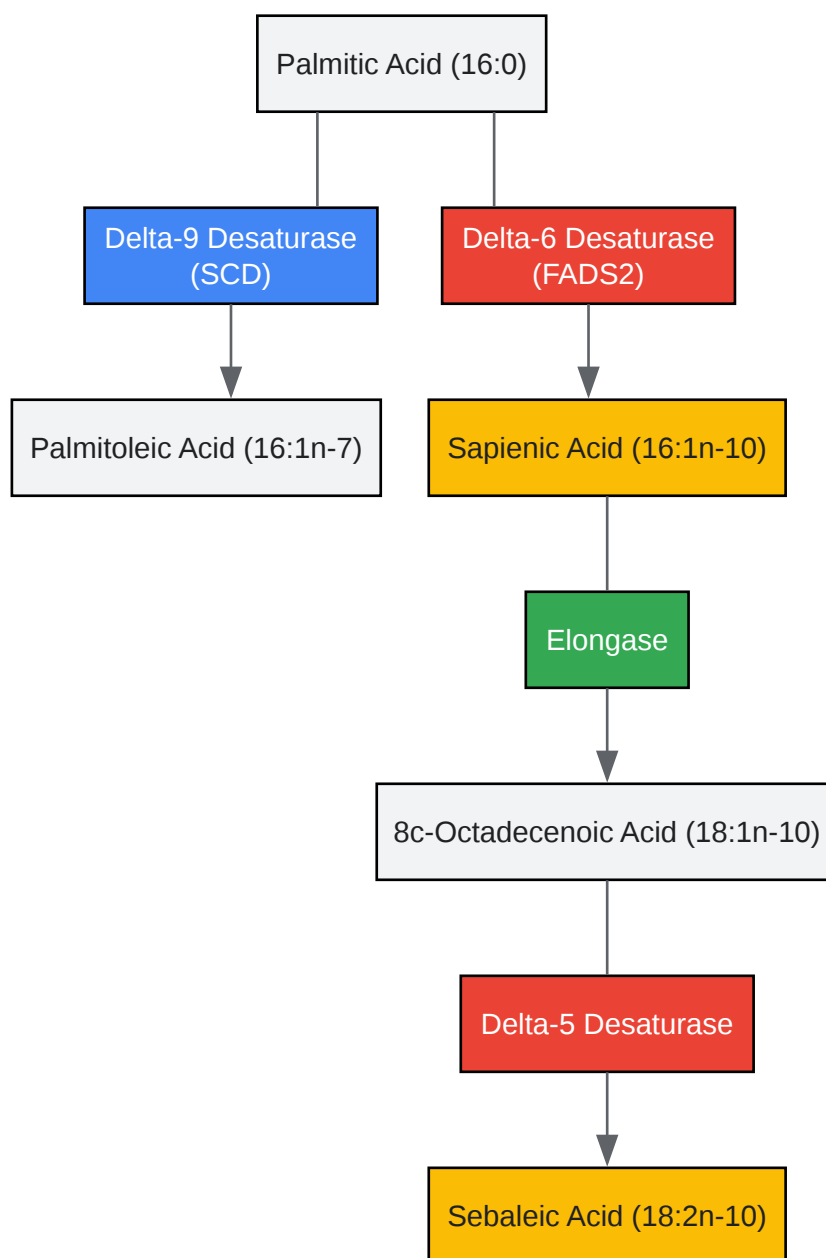 Palmitic Acid (16:0)
Delta-9 Desaturase
(SCD)
Delta-6 Desaturase
(FADS2)
Palmitoleic Acid (16:1n-7)
Sapienic Acid (16:1n-10)
Elongase
8c-Octadecenoic Acid (18:1n-10)
Delta-5 Desaturase
Sebaleic Acid (18:2n-10)